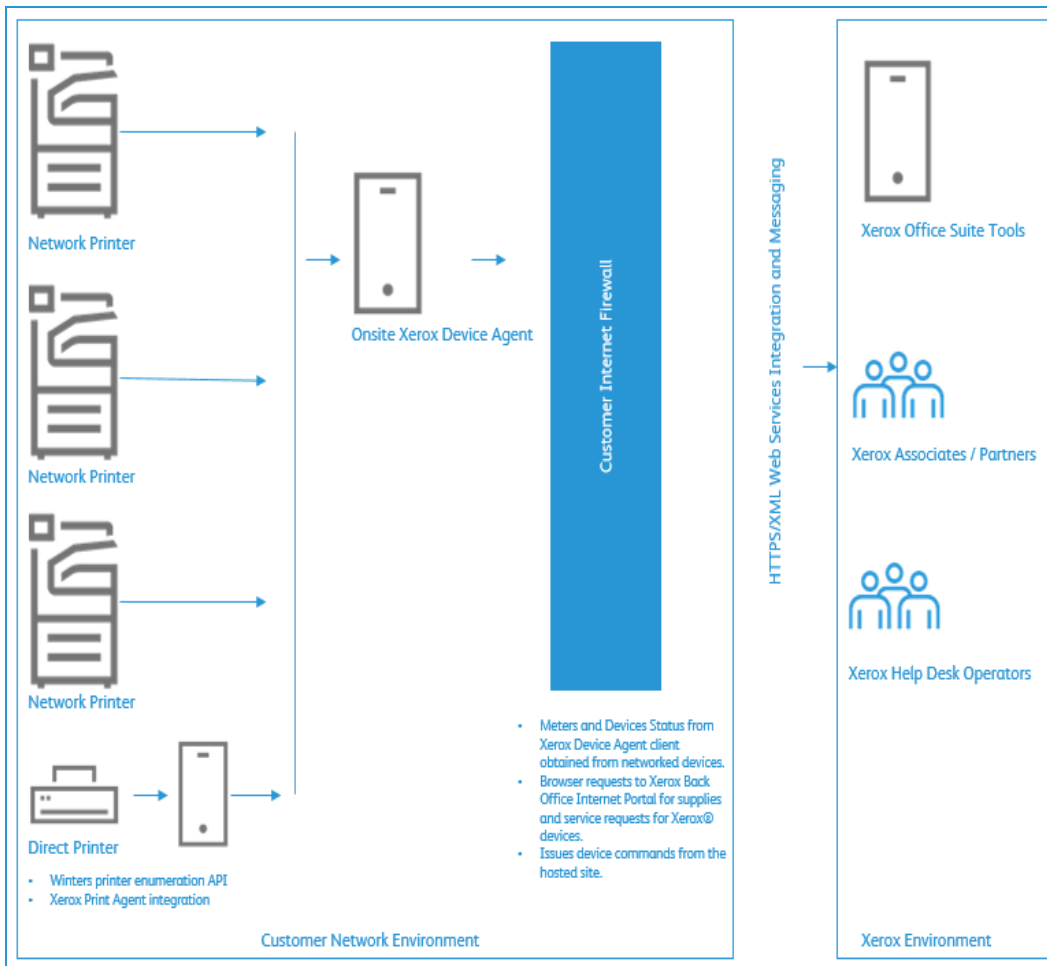 Network Printer
Network Printer
Network Printer
Direct Printer
• Winters printer enumeration API
• Xerox Print Agent integration
Onsite Xerox Device Agent
Customer Internet Firewall
• Meters and Devices Status from
Xerox Device Agent client
obtained from networked devices.
• Browser requests to Xerox Back
Office Internet Portal for supplies
and service requests for Xerox®
devices.
• Issues device commands from the
hosted site.
Customer Network Environment
HTTPS/XML Web Services Integration and Messaging
Xerox Office Suite Tools
Xerox Associates / Partners
Xerox Help Desk Operators
Xerox Environment